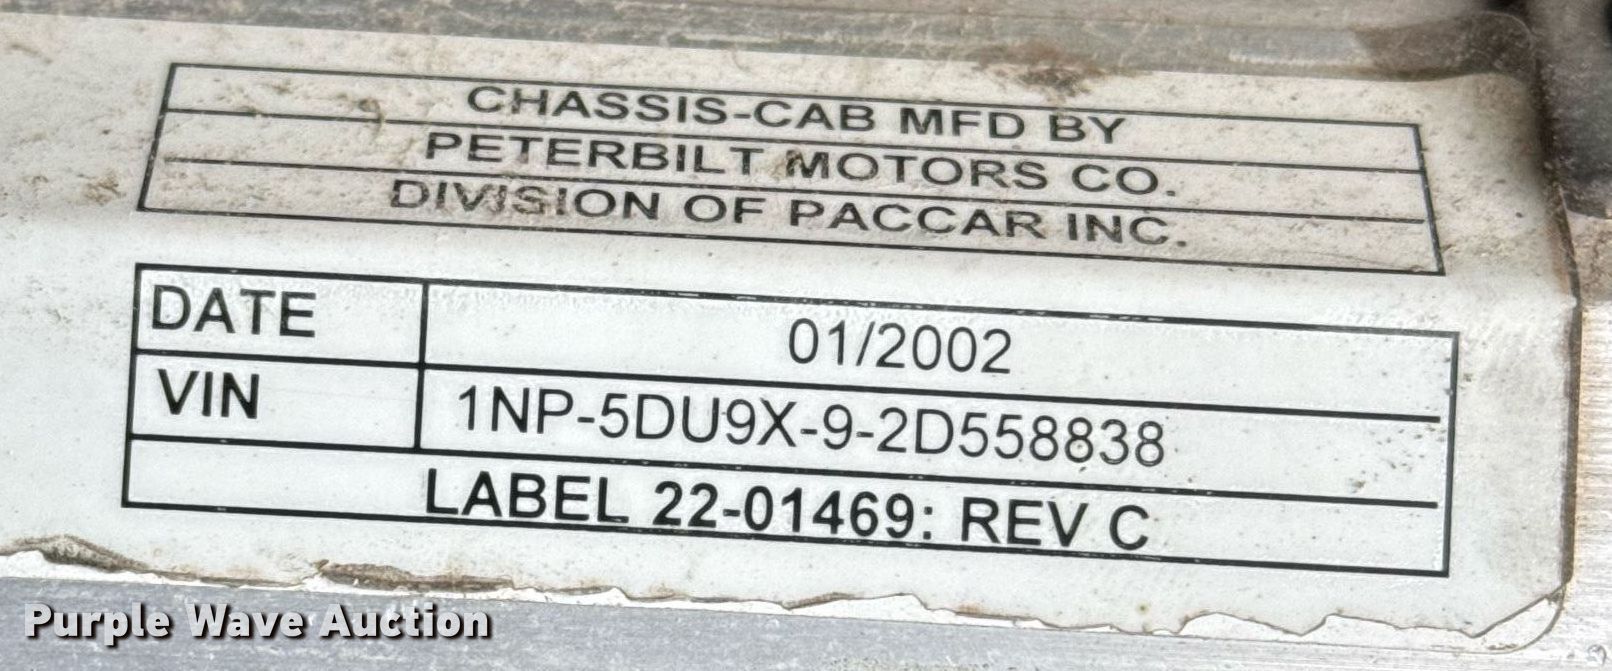 CHASSIS-CAB MFD BY
PETERBILT MOTORS CO.
DIVISION OF PACCAR INC.
DATE 01/2002
VIN 1NP-5DU9X-9-2D558838
LABEL 22-01469: REV C
Purple Wave Auction